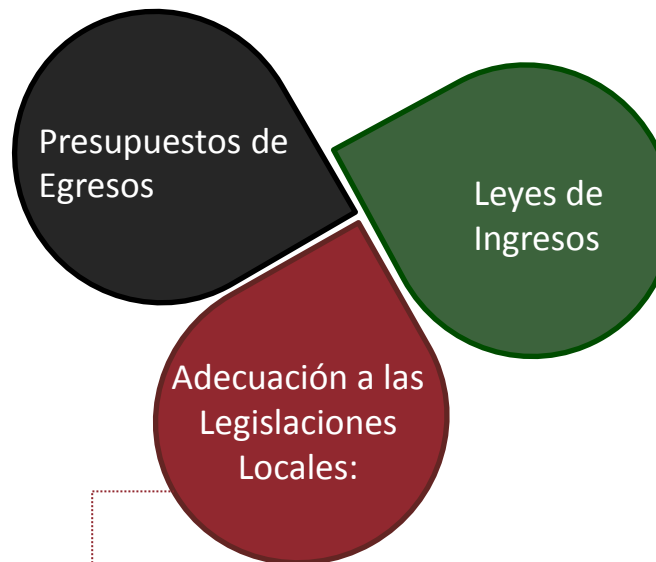 Presupuestos de
Egresos
Leyes de
Ingresos
Adecuación a las
Legislaciones
Locales: